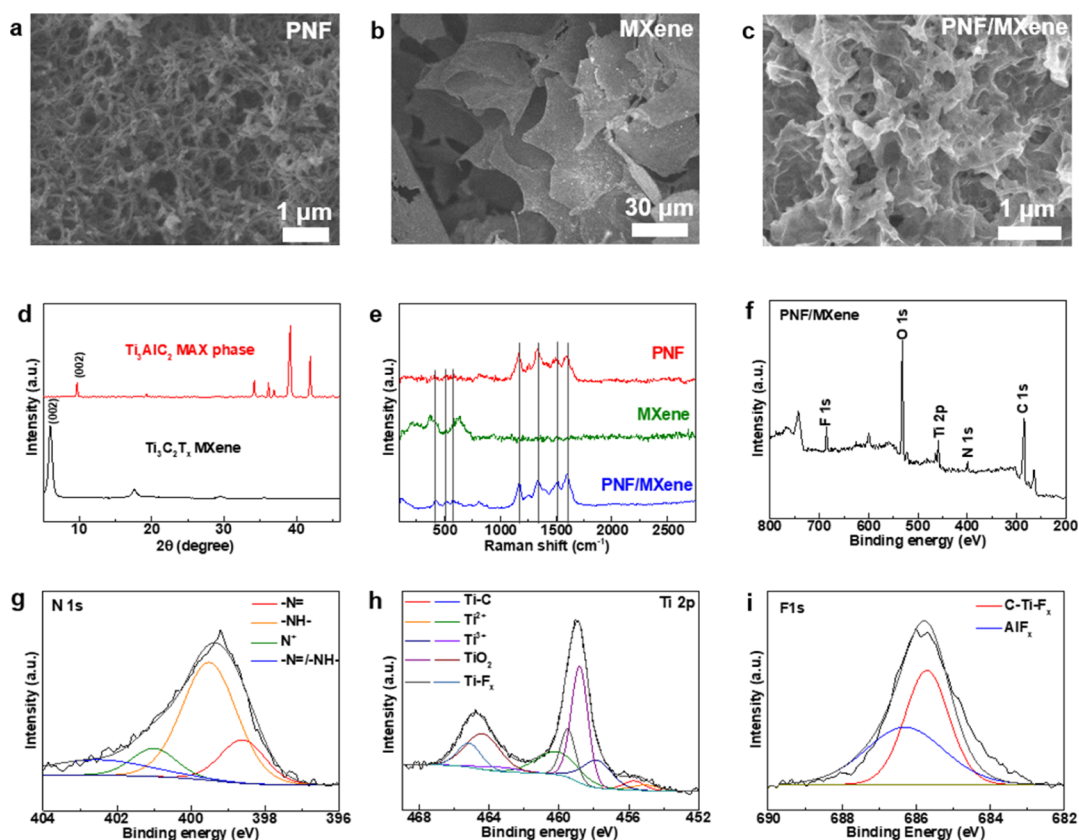 a
PNF
1 µm
b
MXene
30 µm
c
PNF/MXene
1 µm
d
(002)
Ti₃AlC₂ MAX phase
(002)
Ti₃C₂Tₓ MXene
Intensity (a.u.)
10 20 30 40
2θ (degree)
e
PNF
MXene
PNF/MXene
Intensity (a.u.)
500 1000 1500 2000 2500
Raman shift (cm⁻¹)
f
PNF/MXene
F 1s
O 1s
Ti 2p
N 1s
C 1s
Intensity (a.u.)
800 700 600 500 400 300 200
Binding energy (eV)
g
N 1s
-N=
-NH-
N⁺
-N=/-NH-
Intensity (a.u.)
404 402 400 398 396
Binding energy (eV)
h
Ti-C
Ti²⁺
Ti³⁺
TiO₂
Ti-Fₓ
Ti 2p
Intensity (a.u.)
468 464 460 456 452
Binding energy (eV)
i
F1s
C-Ti-Fₓ
AlFₓ
Intensity (a.u.)
690 688 686 684 682
Binding energy (eV)